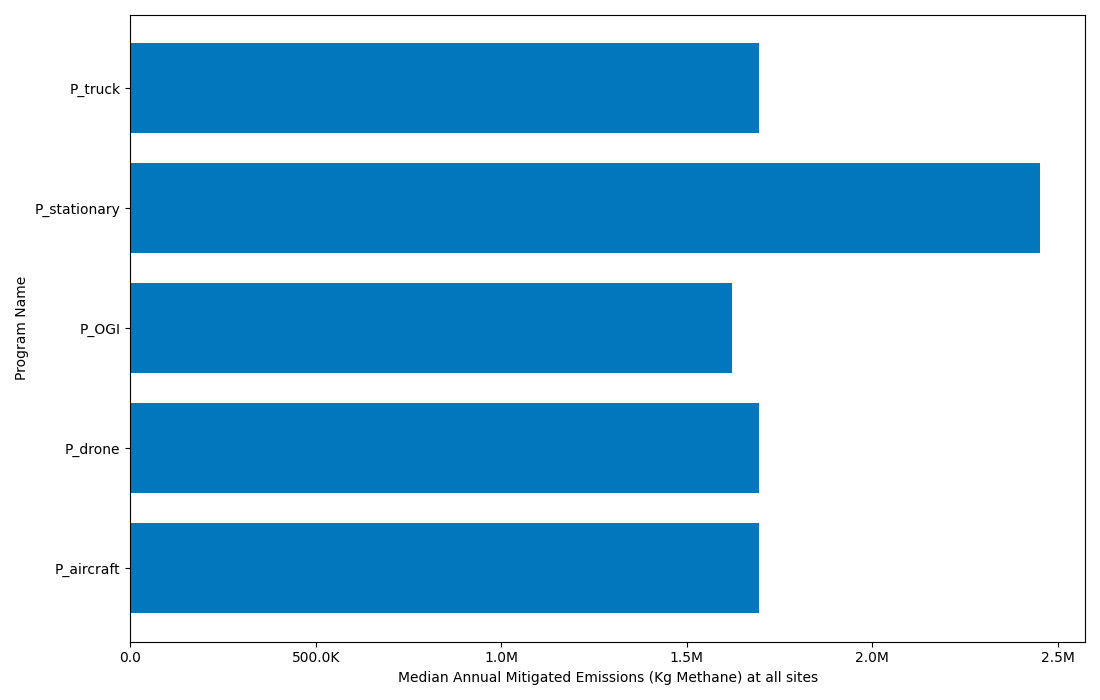 P_truck
P_stationary
P_OGI
P_drone
P_aircraft
Program Name
0.0 500.0K 1.0M 1.5M 2.0M 2.5M
Median Annual Mitigated Emissions (Kg Methane) at all sites